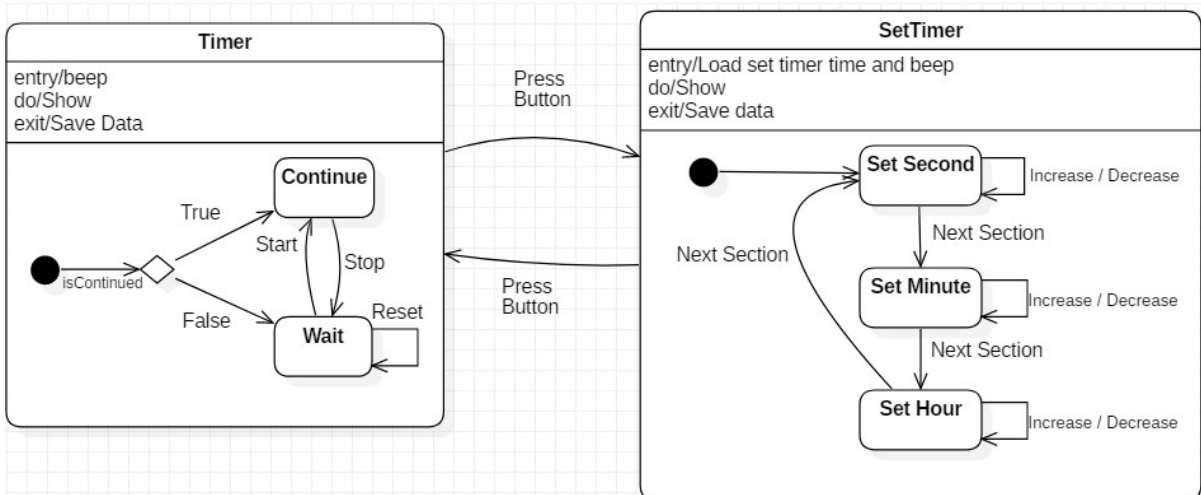 Timer
entry/beep
do/Show
exit/Save Data
Continue
True
Start
Stop
isContinued
False
Reset
Wait
Press
Button
Press
Button
SetTimer
entry/Load set timer time and beep
do/Show
exit/Save data
Set Second
Increase / Decrease
Next Section
Next Section
Set Minute
Increase / Decrease
Next Section
Set Hour
Increase / Decrease